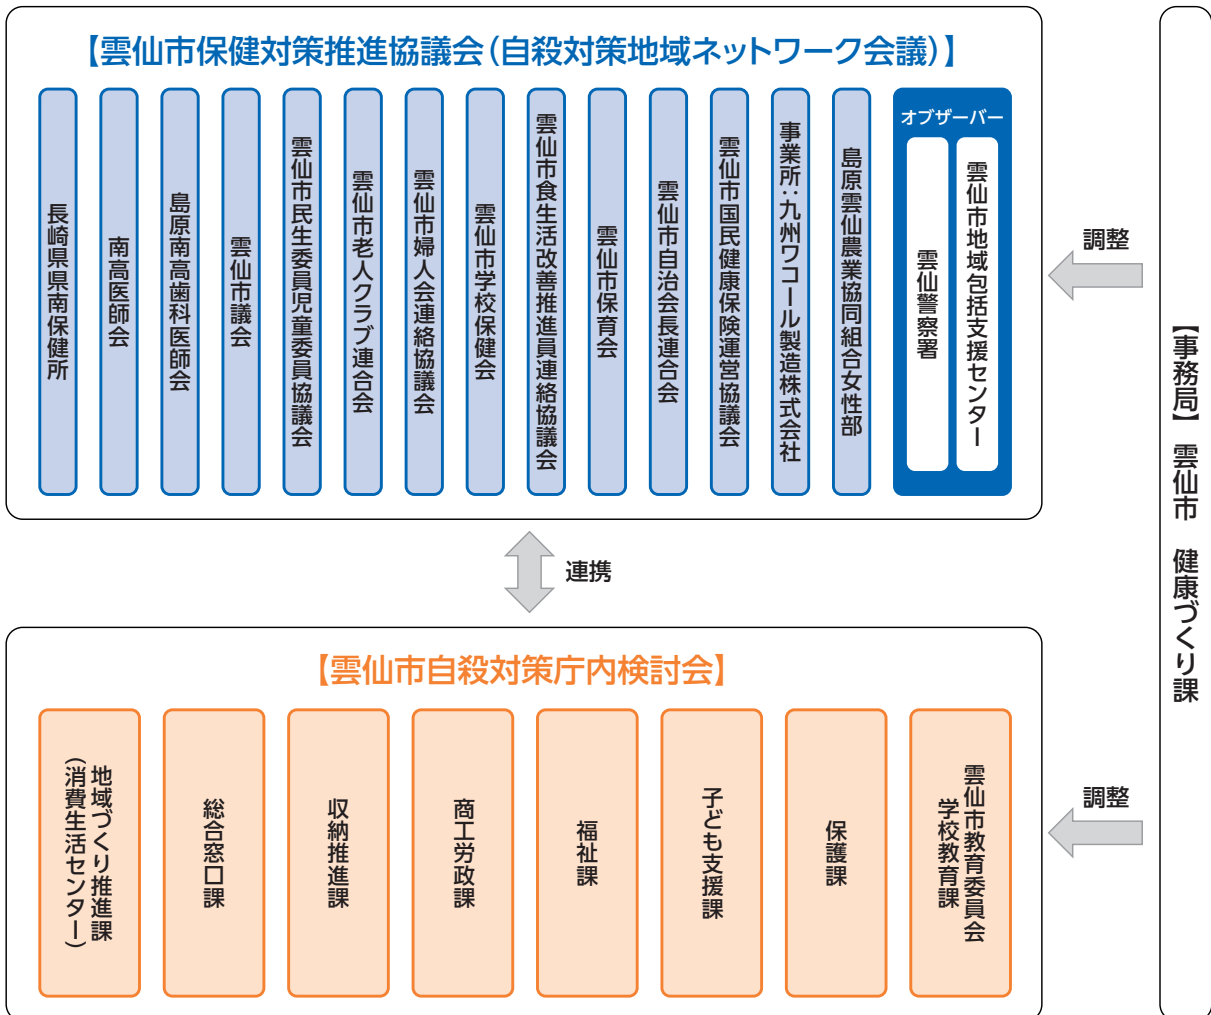 【雲仙市保健対策推進協議会(自殺対策地域ネットワーク会議)】
長崎県県南保健所
南高医師会
島原南高歯科医師会
雲仙市議会
雲仙市民生委員児童委員協議会
雲仙市老人クラブ連合会
雲仙市婦人会連絡協議会
雲仙市学校保健会
雲仙市食生活改善推進員連絡協議会
雲仙市保育会
雲仙市自治会長連合会
雲仙市国民健康保険運営協議会
事業所:九州ワコール製造株式会社
島原雲仙農業協同組合女性部
オブザーバー
雲仙警察署
雲仙市地域包括支援センター
調整
【事務局】 雲仙市 健康づくり課
連携
【雲仙市自殺対策庁内検討会】
地域づくり推進課
(消費生活センター)
総合窓口課
収納推進課
商工労政課
福祉課
子ども支援課
保護課
雲仙市教育委員会
学校教育課
調整